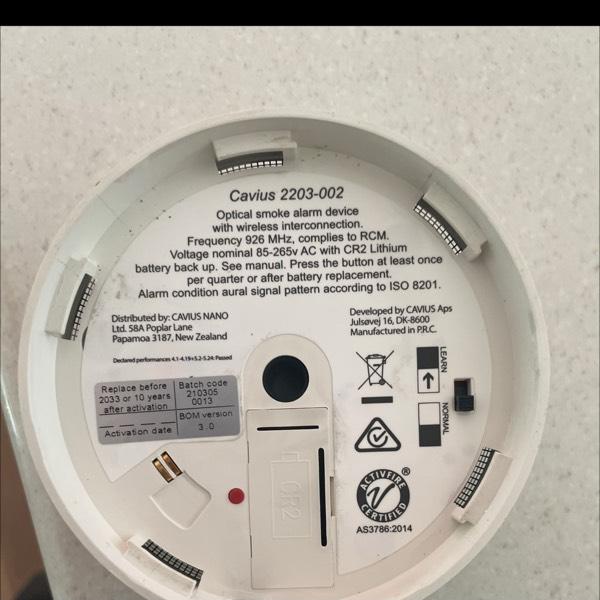 Cavius 2203-002
Optical smoke alarm device
with wireless interconnection.
Frequency 926 MHz, complies to RCM.
Voltage nominal 85-265v AC with CR2 Lithium
battery back up. See manual. Press the button at least once
per quarter or after battery replacement.
Alarm condition aural signal pattern according to ISO 8201.
Distributed by: CAVIUS NANO
Ltd. 58A Poplar Lane
Papamoa 3187, New Zealand
Developed by CAVIUS Aps
Julsøvej 16, DK-8600
Manufactured in P.R.C.
Declared performances 4.1-4.19+5.2-5.24: Passed
Replace before
2033 or 10 years
after activation
Activation date
Batch code
210305
0013
BOM version
3.0
LEARN
NORMAL
CR2
ACTIVFIRE
CERTIFIED
®
AS3786:2014